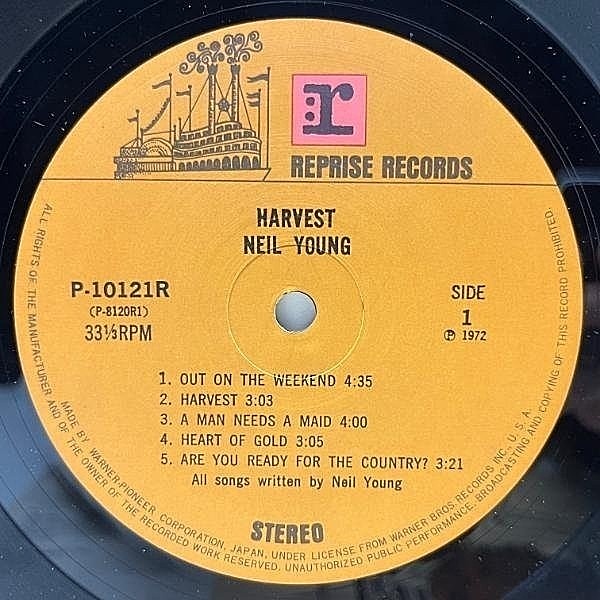 :r
REPRISE RECORDS
HARVEST
NEIL YOUNG
P-10121R
(P-8120R1)
33⅓RPM
SIDE
1
Ⓟ 1972
1. OUT ON THE WEEKEND 4:35
2. HARVEST 3:03
3. A MAN NEEDS A MAID 4:00
4. HEART OF GOLD 3:05
5. ARE YOU READY FOR THE COUNTRY? 3:21
All songs written by Neil Young
STEREO
MADE BY WARNER-PIONEER CORPORATION, JAPAN, UNDER LICENSE FROM WARNER BROS. RECORDS INC., U.S.A.
ALL RIGHTS OF THE MANUFACTURER AND OF THE OWNER OF THE RECORDED WORK RESERVED. UNAUTHORIZED PUBLIC PERFORMANCE, BROADCASTING AND COPYING OF THIS RECORD PROHIBITED.